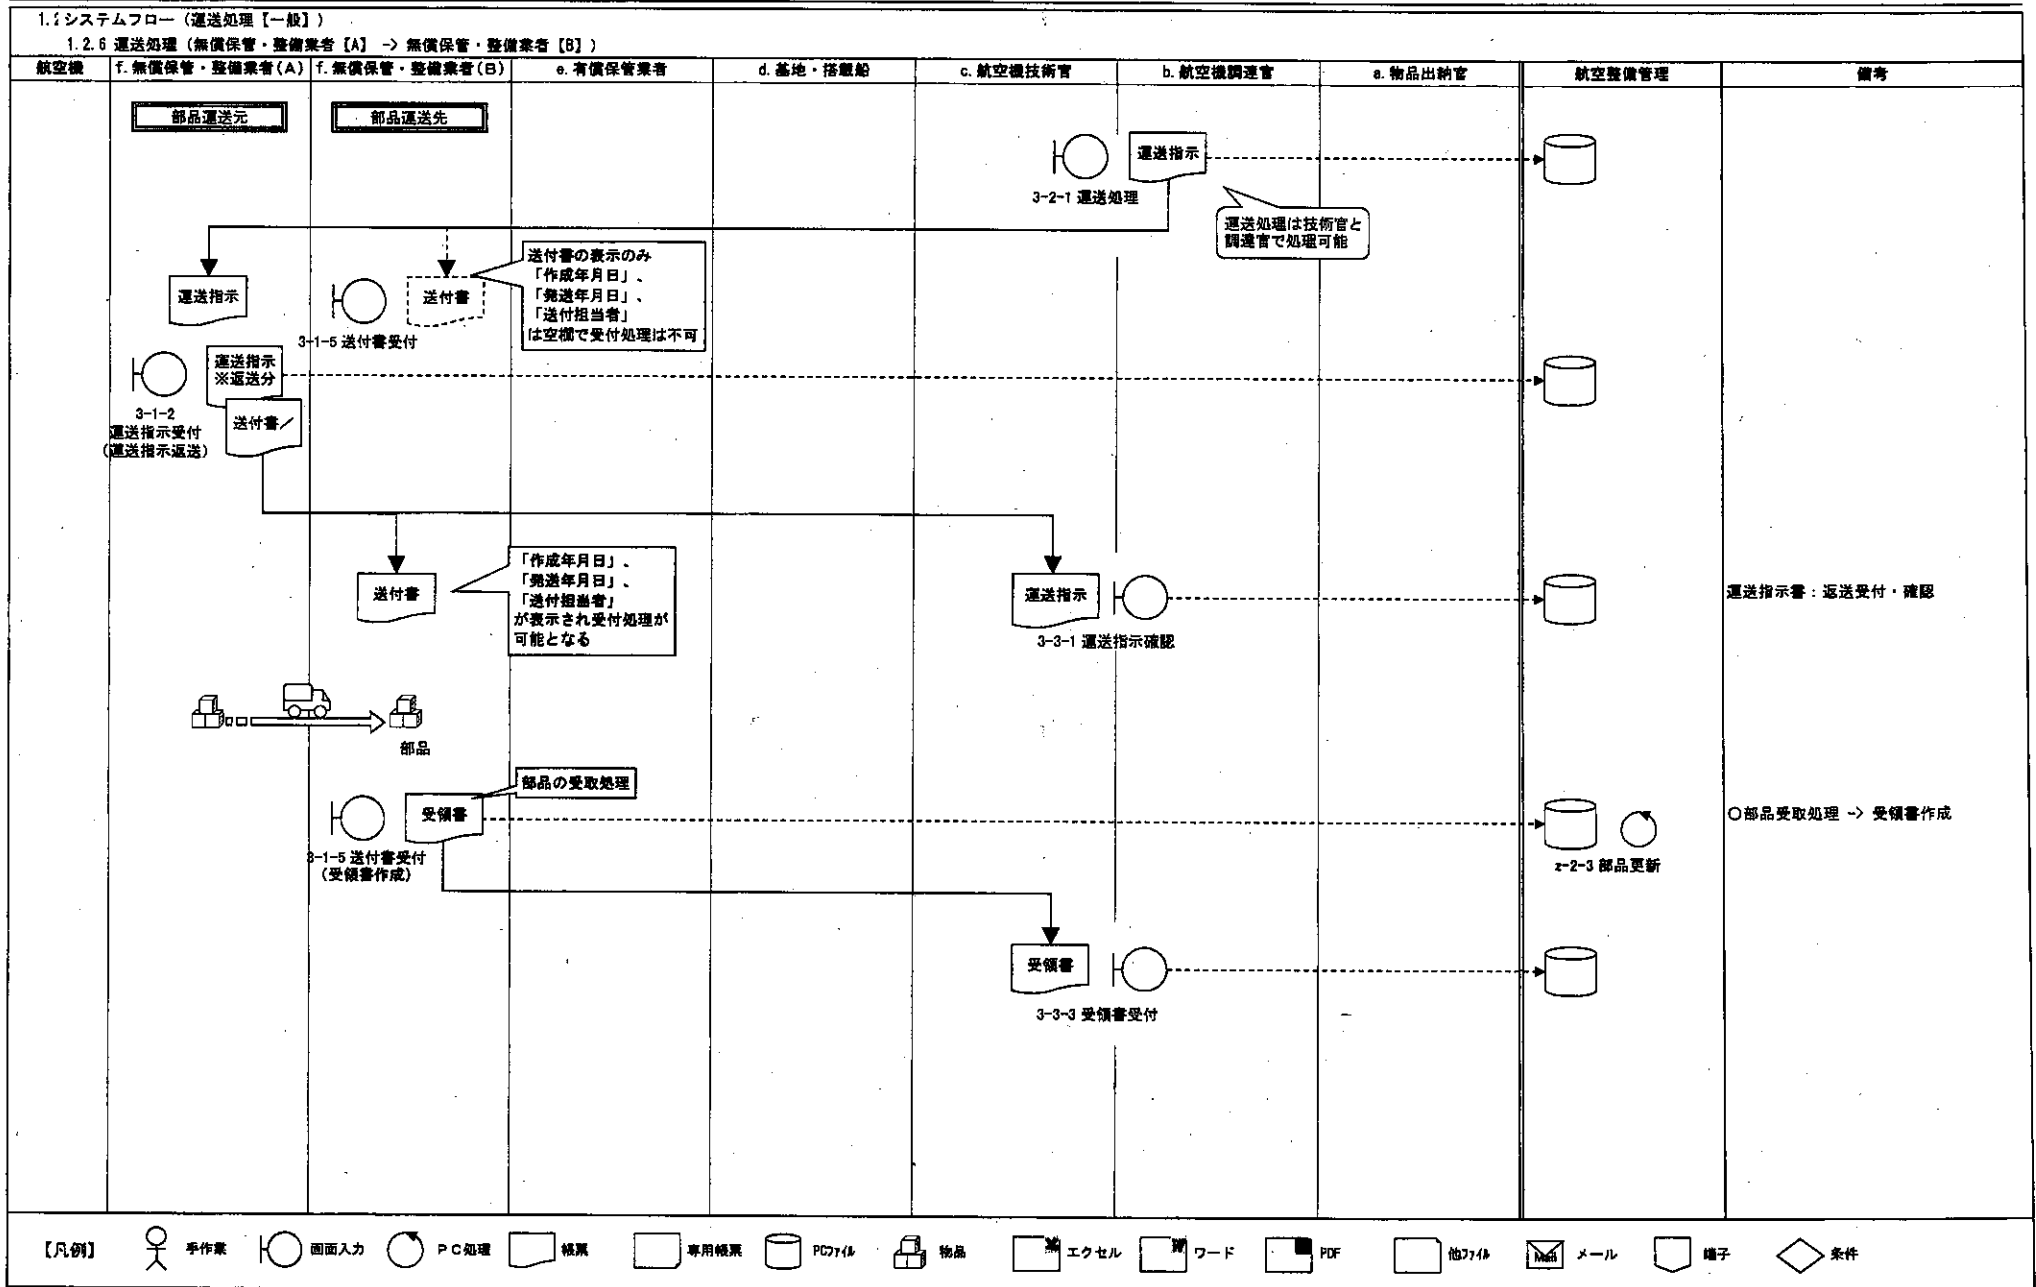 1.2システムフロー（運送処理【一般】）
1.2.6 運送処理（無償保管・整備業者【A】 -> 無償保管・整備業者【B】）
航空機
f. 無償保管・整備業者(A)
f. 無償保管・整備業者(B)
e. 有償保管業者
d. 基地・搭載船
c. 航空機技術官
b. 航空機調達官
a. 物品出納官
航空整備管理
備考
部品運送元
部品運送先
運送指示
3-2-1 運送処理
運送処理は技術官と
調達官で処理可能
運送指示
送付書
3-1-5 送付書受付
送付書の表示のみ
「作成年月日」、
「発送年月日」、
「送付担当者」
は空欄で受付処理は不可
運送指示
※返送分
送付書／
3-1-2
運送指示受付
(運送指示返送)
送付書
「作成年月日」、
「発送年月日」、
「送付担当者」
が表示され受付処理が
可能となる
運送指示
3-3-1 運送指示確認
運送指示書：返送受付・確認
部品
部品の受取処理
受領書
3-1-5 送付書受付
(受領書作成)
z-2-3 部品更新
〇部品受取処理 -> 受領書作成
受領書
3-3-3 受領書受付
【凡例】
手作業
画面入力
ＰＣ処理
帳票
専用帳票
PCﾌｧｲﾙ
物品
エクセル
ワード
PDF
他ﾌｧｲﾙ
Mail
メール
端子
条件